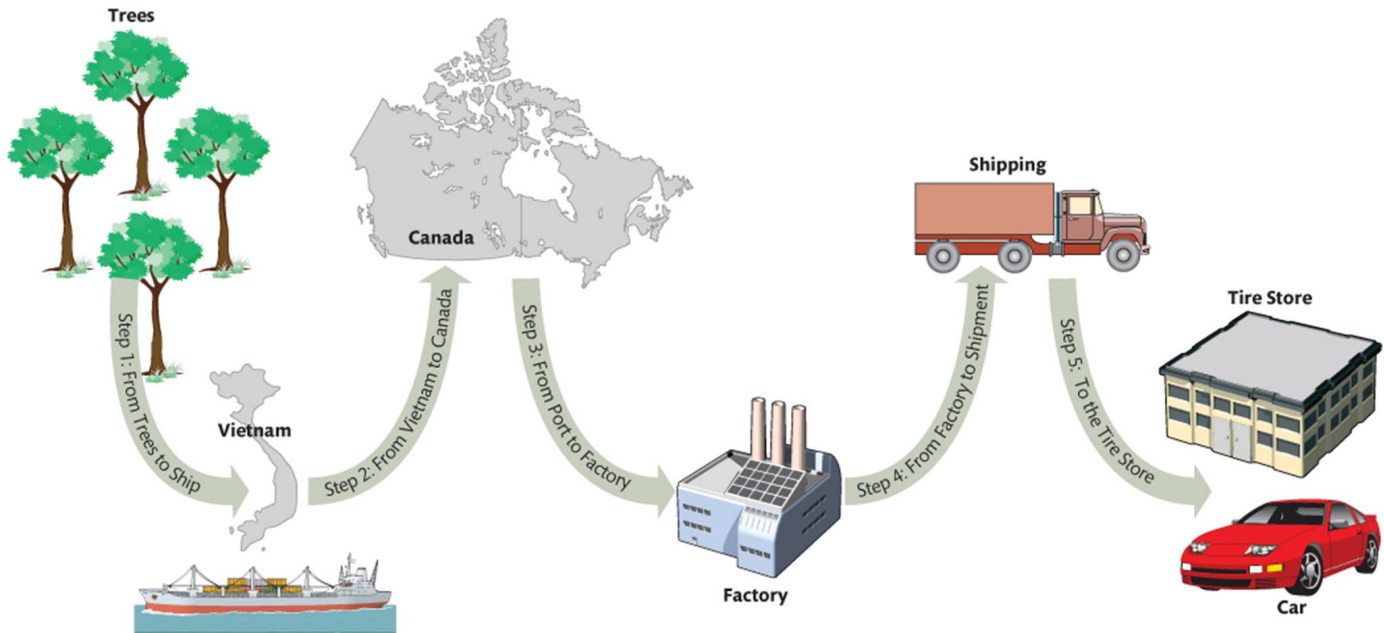 Trees
Step 1: From Trees to Ship
Vietnam
Step 2: From Vietnam to Canada
Canada
Step 3: From Port to Factory
Factory
Step 4: From Factory to Shipment
Shipping
Step 5: To the Tire Store
Tire Store
Car